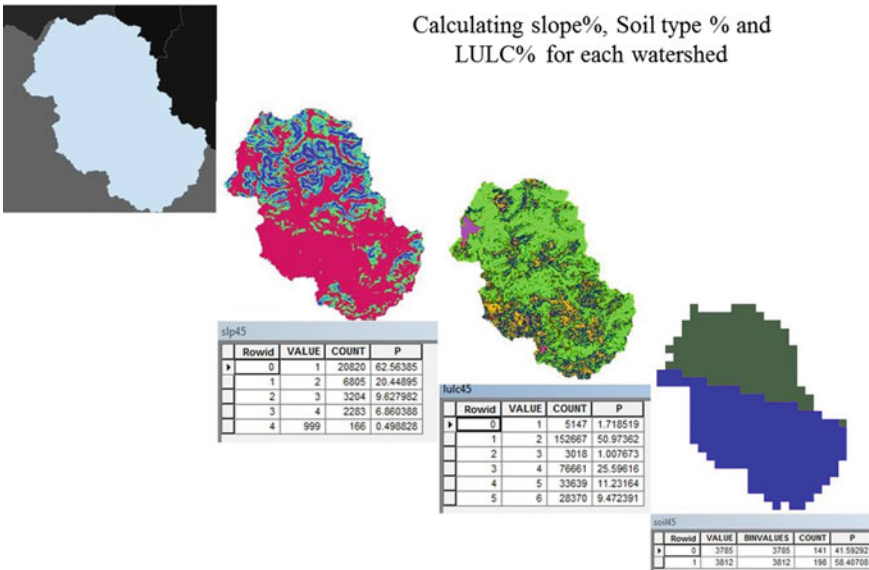 Calculating slope%, Soil type % and
LULC% for each watershed
slp45
Rowid VALUE COUNT P
0 1 20820 62.56385
1 2 6805 20.44895
2 3 3204 9.627982
3 4 2283 6.860388
4 999 166 0.498828
lulc45
Rowid VALUE COUNT P
0 1 5147 1.718519
1 2 152667 50.97362
2 3 3018 1.007673
3 4 76661 25.59616
4 5 33639 11.23164
5 6 28370 9.472391
soil45
Rowid VALUE BINVALUES COUNT P
0 3785 3785 141 41.59292
1 3812 3812 198 58.40708